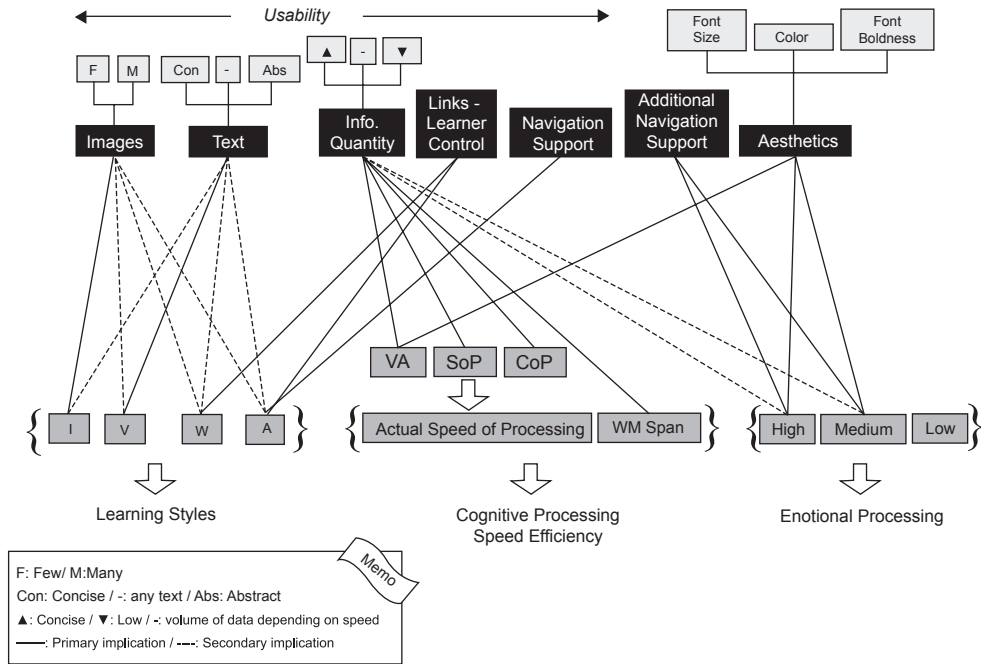 Usability
Font
Size
Color
Font
Boldness
▲
-
▼
F
M
Con
-
Abs
Images
Text
Info.
Quantity
Links -
Learner
Control
Navigation
Support
Additional
Navigation
Support
Aesthetics
VA
SoP
CoP
{ I V W A }
{ Actual Speed of Processing WM Span }
{ High Medium Low }
Learning Styles
Cognitive Processing
Speed Efficiency
Enotional Processing
Memo
F: Few/ M:Many
Con: Concise / -: any text / Abs: Abstract
▲: Concise / ▼: Low / -: volume of data depending on speed
——: Primary implication / ----: Secondary implication